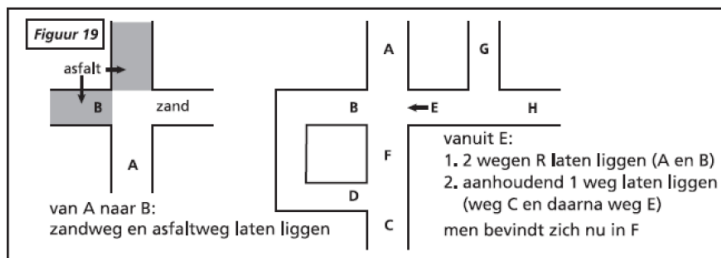 Figuur 19
asfalt
B
zand
A
van A naar B:
zandweg en asfaltweg laten liggen
A
G
B
E
H
F
D
C
vanuit E:
1. 2 wegen R laten liggen (A en B)
2. aanhoudend 1 weg laten liggen
(weg C en daarna weg E)
men bevindt zich nu in F